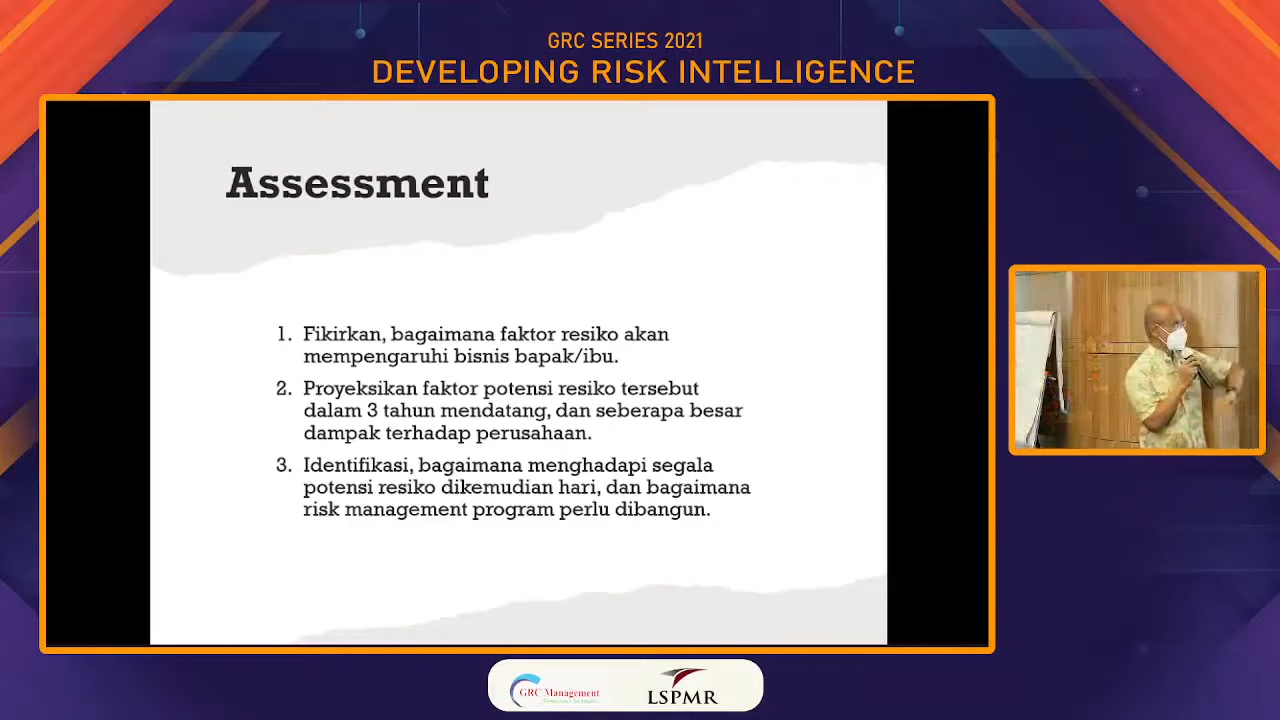 GRC SERIES 2021
DEVELOPING RISK INTELLIGENCE
Assessment
1. Fikirkan, bagaimana faktor resiko akan
mempengaruhi bisnis bapak/ibu.
2. Proyeksikan faktor potensi resiko tersebut
dalam 3 tahun mendatang, dan seberapa besar
dampak terhadap perusahaan.
3. Identifikasi, bagaimana menghadapi segala
potensi resiko dikemudian hari, dan bagaimana
risk management program perlu dibangun.
GRC Management
LSPMR